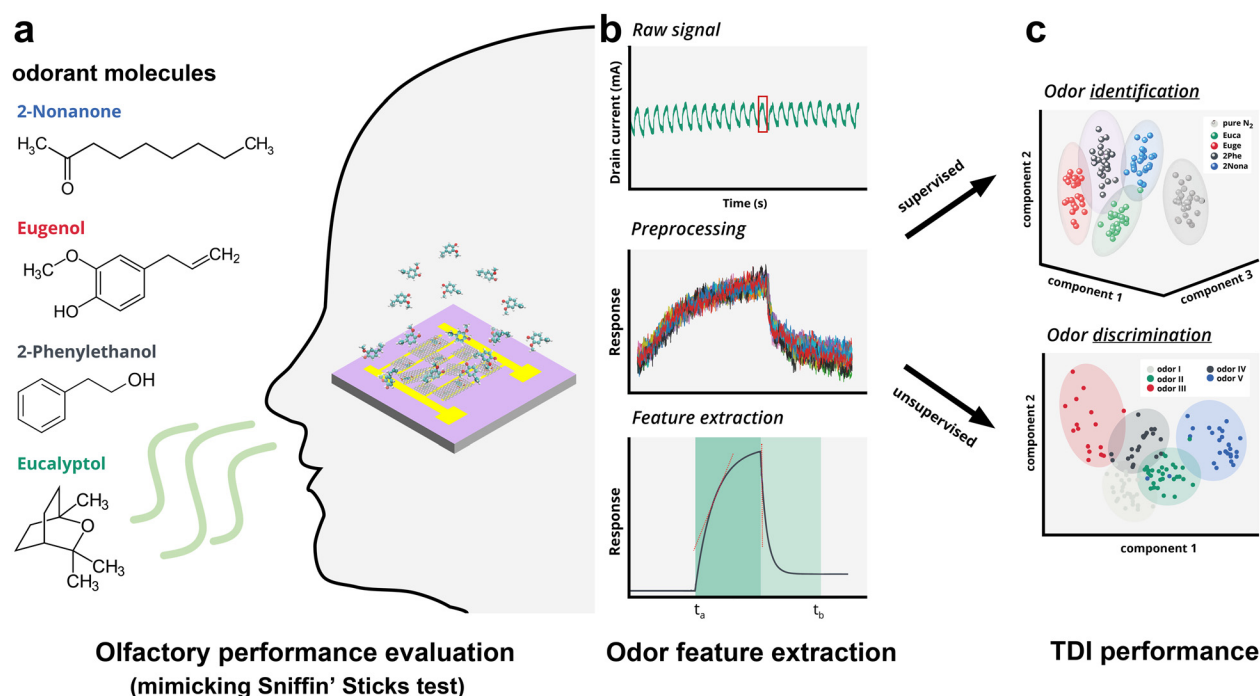 a
odorant molecules
2-Nonanone
H₃C
CH₃
O
Eugenol
H₃C
O
CH₂
HO
2-Phenylethanol
OH
Eucalyptol
CH₃
O
CH₃
CH₃
Olfactory performance evaluation
(mimicking Sniffin’ Sticks test)
b
Raw signal
Drain current (mA)
Time (s)
Preprocessing
Response
Feature extraction
Response
tₐ
t_b
Odor feature extraction
supervised
unsupervised
c
Odor identification
pure N₂
Euca
Euge
2Phe
2Nona
component 2
component 1
component 3
Odor discrimination
odor I
odor II
odor III
odor IV
odor V
component 2
component 1
TDI performance